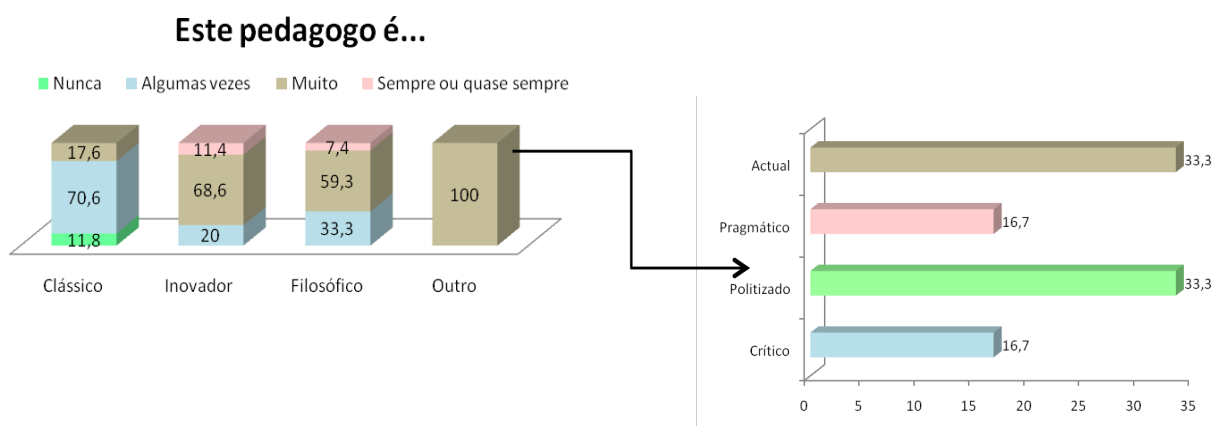 Este pedagogo é...
Nunca Algumas vezes Muito Sempre ou quase sempre
17,6 11,4 7,4
70,6 68,6 59,3 100
11,8 20 33,3
Clássico Inovador Filosófico Outro
Actual 33,3
Pragmático 16,7
Politizado 33,3
Crítico 16,7
0 5 10 15 20 25 30 35